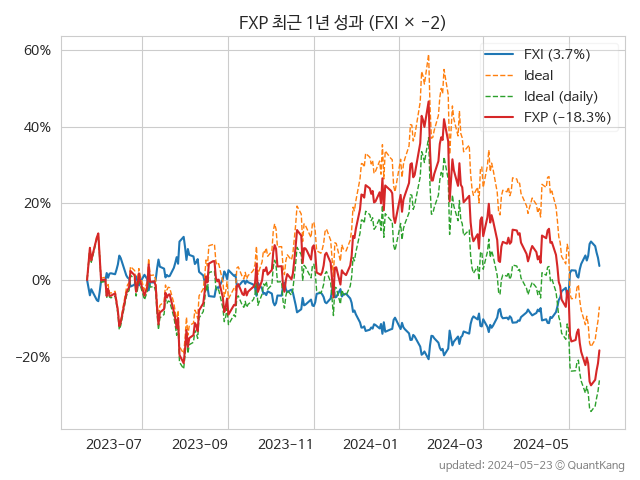 FXP 최근 1년 성과 (FXI × −2)
60%
40%
20%
0%
−20%
FXI (3.7%)
Ideal
Ideal (daily)
FXP (−18.3%)
2023−07
2023−09
2023−11
2024−01
2024−03
2024−05
updated: 2024−05−23 ⓒ QuantKang